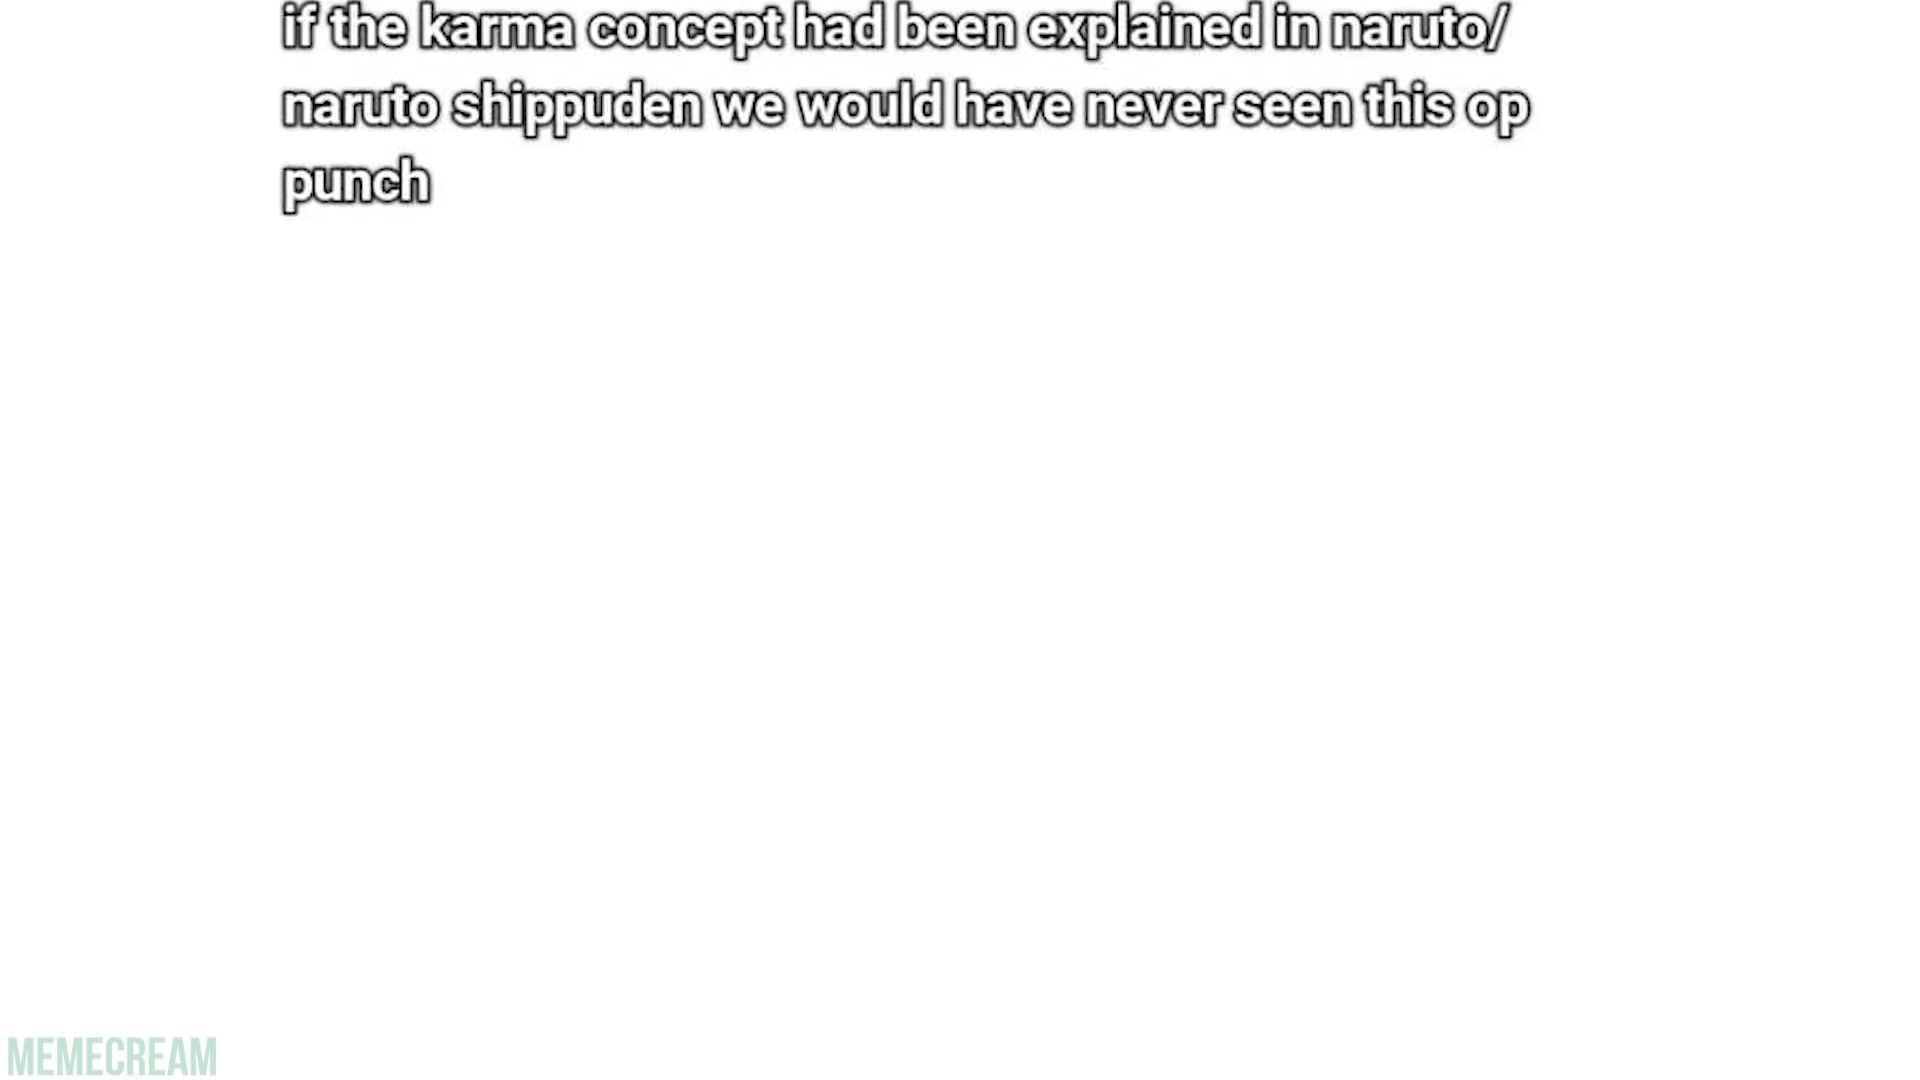 if the karma concept had been explained in naruto/
naruto shippuden we would have never seen this op
punch
MEMECREAM